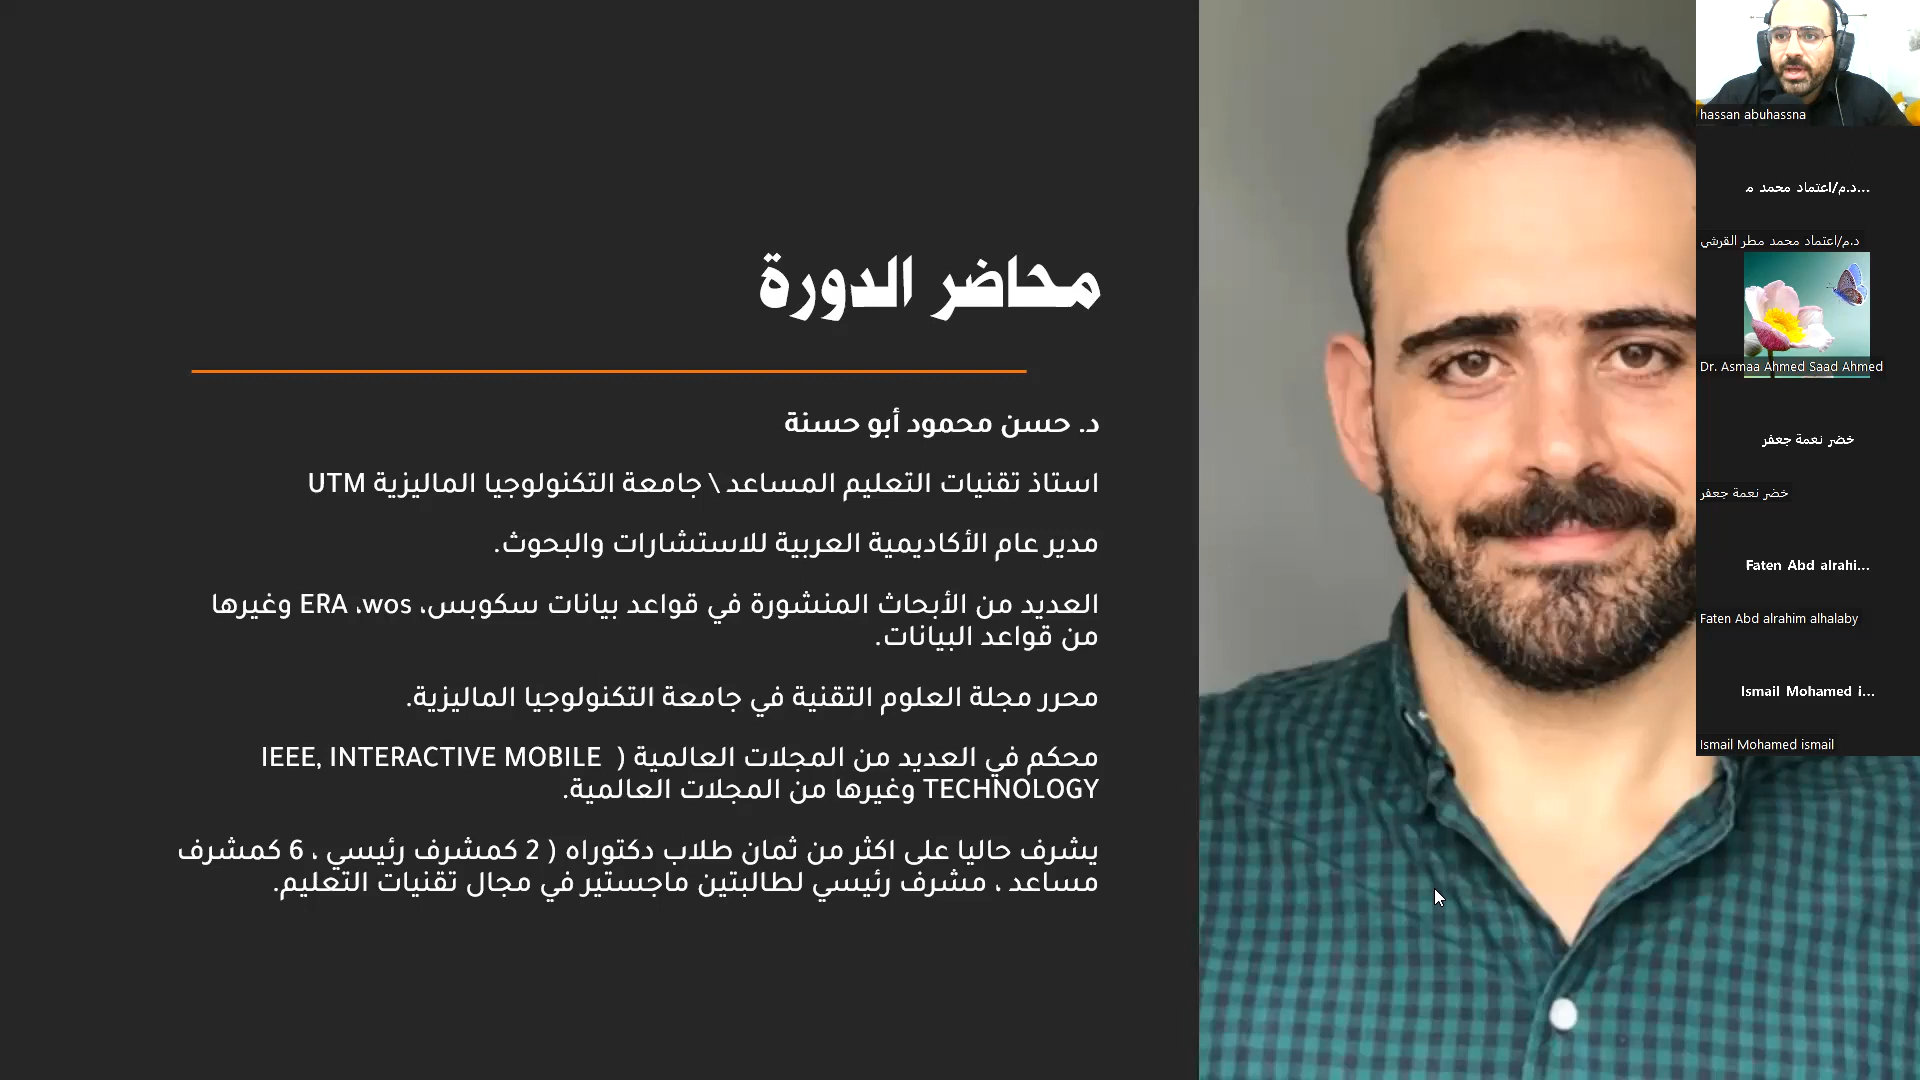 محاضر الدورة
د. حسن محمود أبو حسنة
استاذ تقنيات التعليم المساعد \ جامعة التكنولوجيا الماليزية UTM
مدير عام الأكاديمية العربية للاستشارات والبحوث.
العديد من الأبحاث المنشورة في قواعد بيانات سكوبس، wos، ERA وغيرها
من قواعد البيانات.
محرر مجلة العلوم التقنية في جامعة التكنولوجيا الماليزية.
محكم في العديد من المجلات العالمية ( IEEE, INTERACTIVE MOBILE
TECHNOLOGY وغيرها من المجلات العالمية.
يشرف حاليا على اكثر من ثمان طلاب دكتوراه ( 2 كمشرف رئيسي ، 6 كمشرف
مساعد ، مشرف رئيسي لطالبتين ماجستير في مجال تقنيات التعليم.
hassan abuhassna
د.م/اعتماد محمد م...
د.م/اعتماد محمد مطر القرشي
Dr. Asmaa Ahmed Saad Ahmed
خضر نعمة جعفر
خضر نعمة جعفر
Faten Abd alrahi...
Faten Abd alrahim alhalaby
Ismail Mohamed i...
Ismail Mohamed ismail